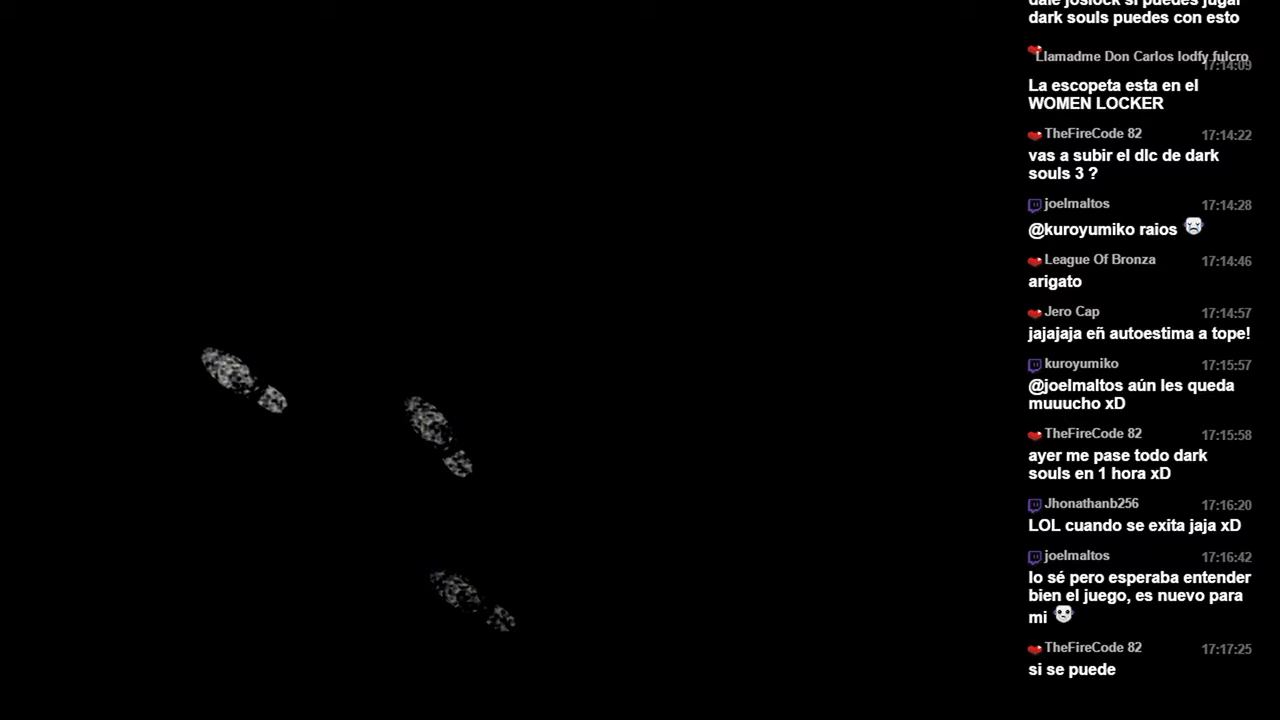 dale joslock si puedes jugar
dark souls puedes con esto
Llamadme Don Carlos lodfy fulcro
17:14:09
La escopeta esta en el
WOMEN LOCKER
TheFireCode 82 17:14:22
vas a subir el dlc de dark
souls 3 ?
joelmaltos 17:14:28
@kuroyumiko raios
League Of Bronza 17:14:46
arigato
Jero Cap 17:14:57
jajajaja eñ autoestima a tope!
kuroyumiko 17:15:57
@joelmaltos aún les queda
muuucho xD
TheFireCode 82 17:15:58
ayer me pase todo dark
souls en 1 hora xD
Jhonathanb256 17:16:20
LOL cuando se exita jaja xD
joelmaltos 17:16:42
lo sé pero esperaba entender
bien el juego, es nuevo para
mi
TheFireCode 82 17:17:25
si se puede